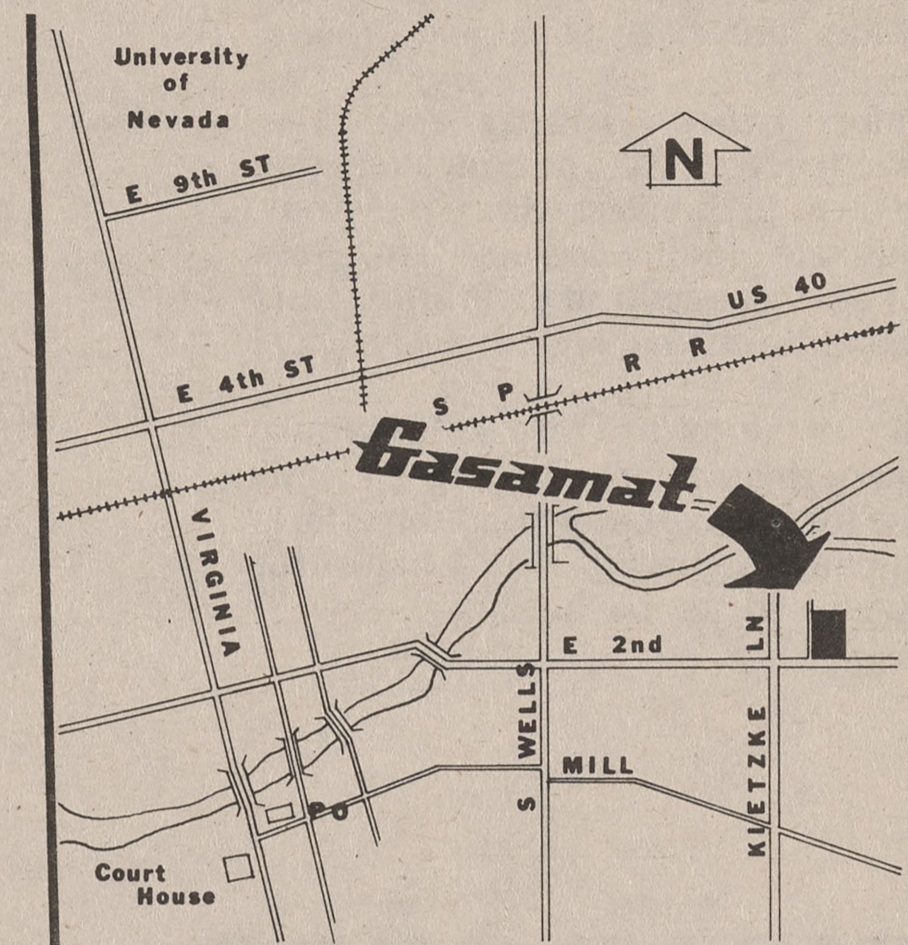 University
of
Nevada
N
E 9th ST
US 40
E 4th ST
S P R R
Gasamat
VIRGINIA
E 2nd
KIETZKE LN
S WELLS
MILL
PO
Court
House